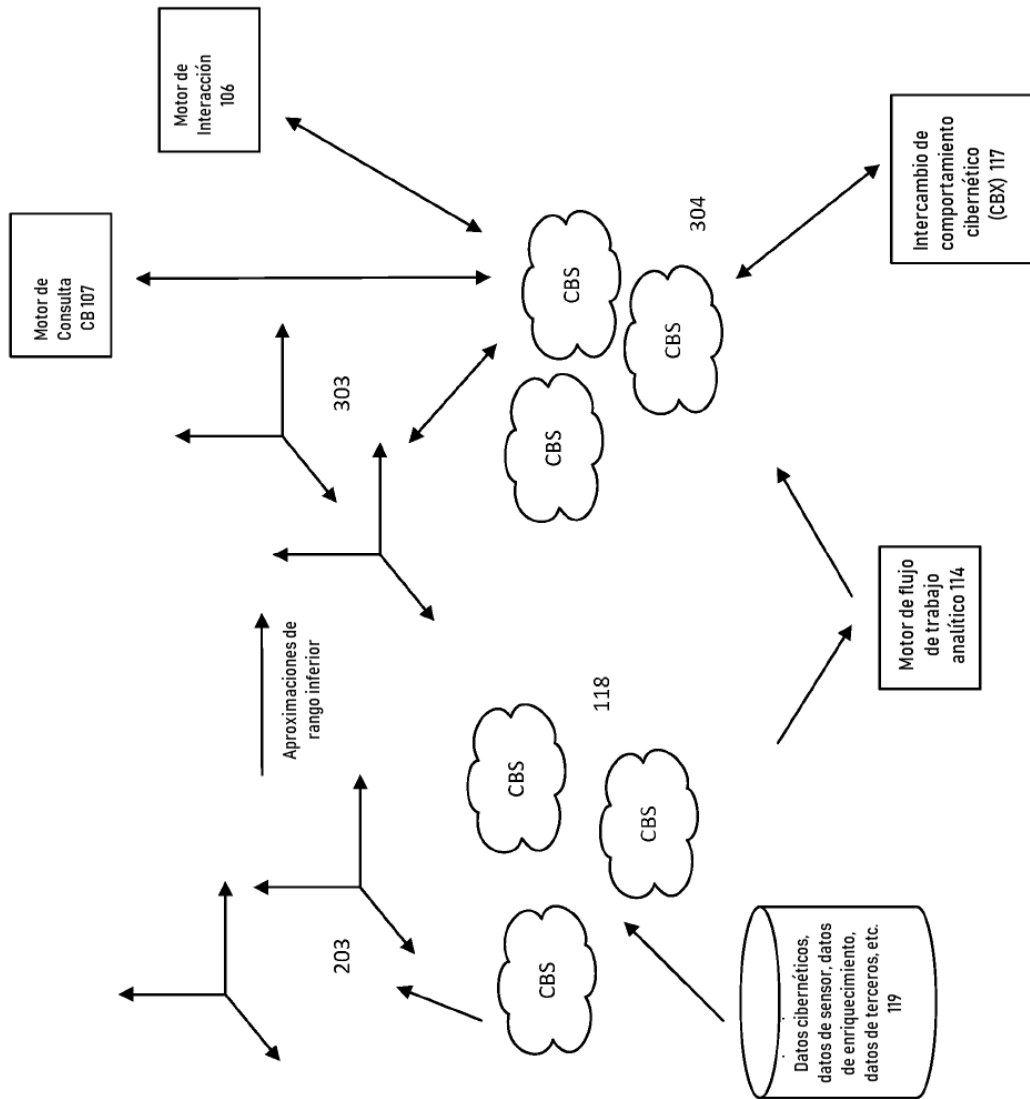 Motor de
Interacción
106
Motor de
Consulta
CB 107
303
203
Aproximaciones de
rango inferior
CBS
CBS
CBS
304
CBS
CBS
CBS
118
Datos cibernéticos,
datos de sensor, datos
de enriquecimiento,
datos de terceros, etc.
119
Motor de flujo
de trabajo
analítico 114
Intercambio de
comportamiento
cibernético
(CBX) 117